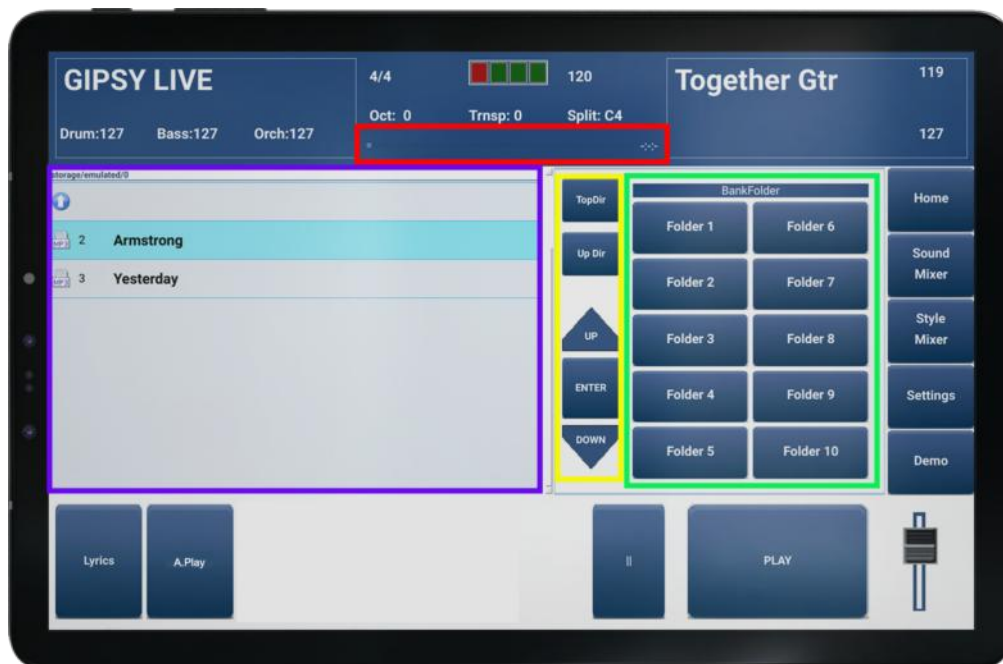 GIPSY LIVE
Drum:127 Bass:127 Orch:127
4/4 120
Oct: 0 Trnsp: 0 Split: C4
-:-:-
Together Gtr
119
127
storage/emulated/0
MP3 2 Armstrong
MP3 3 Yesterday
TopDir
Up Dir
UP
ENTER
DOWN
BankFolder
Folder 1 Folder 6
Folder 2 Folder 7
Folder 3 Folder 8
Folder 4 Folder 9
Folder 5 Folder 10
Home
Sound
Mixer
Style
Mixer
Settings
Demo
Lyrics
A.Play
||
PLAY